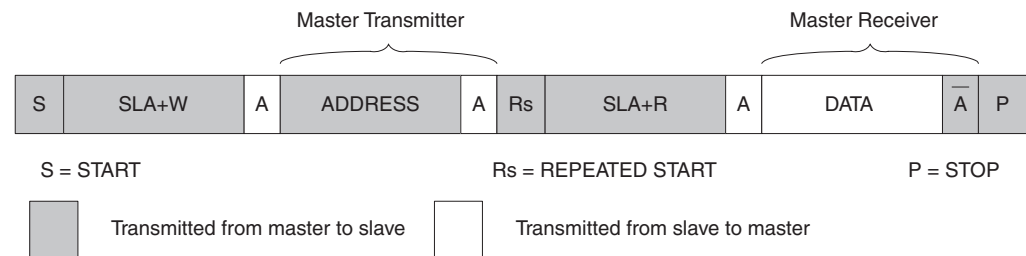 Master Transmitter Master Receiver
S SLA+W A ADDRESS A Rs SLA+R A DATA A̅ P
S = START Rs = REPEATED START P = STOP
Transmitted from master to slave Transmitted from slave to master